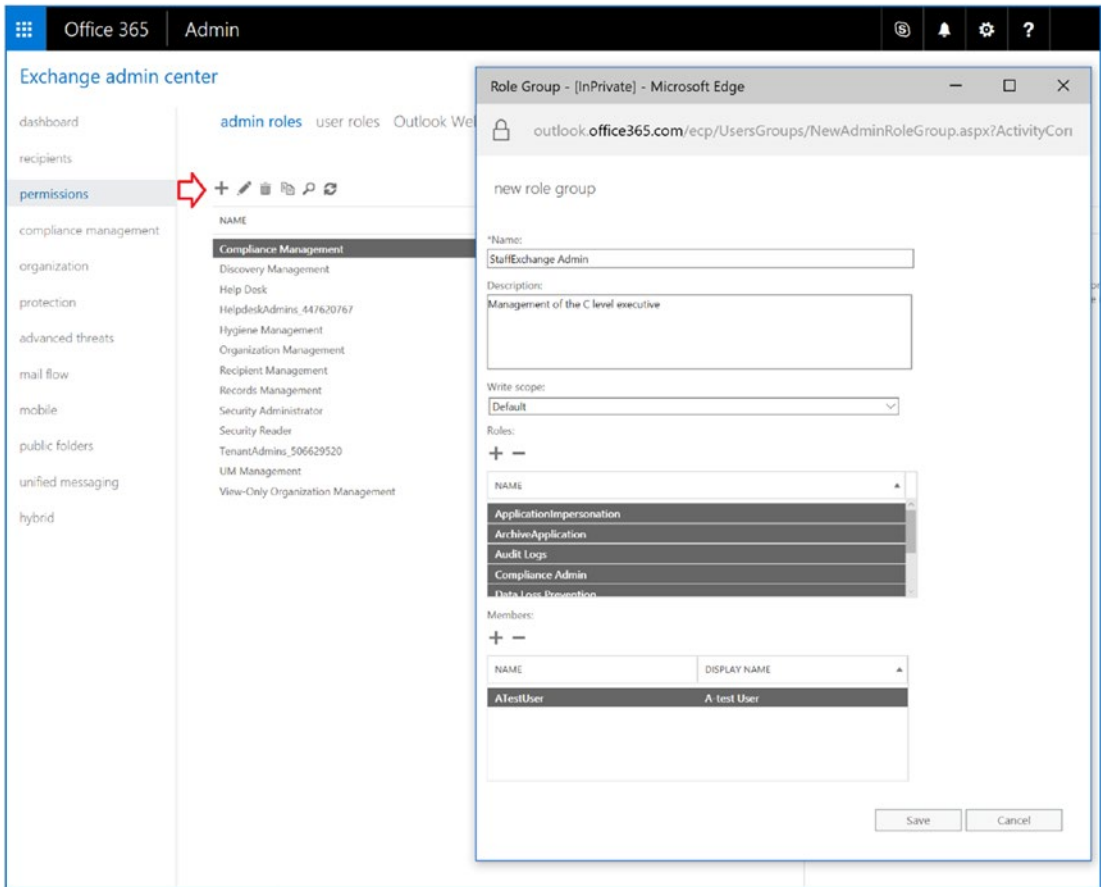 Office 365 Admin
Exchange admin center
dashboard
recipients
permissions
compliance management
organization
protection
advanced threats
mail flow
mobile
public folders
unified messaging
hybrid
admin roles user roles Outlook Wel
NAME
Compliance Management
Discovery Management
Help Desk
HelpdeskAdmins_447620767
Hygiene Management
Organization Management
Recipient Management
Records Management
Security Administrator
Security Reader
TenantAdmins_506629520
UM Management
View-Only Organization Management
Role Group - [InPrivate] - Microsoft Edge
outlook.office365.com/ecp/UsersGroups/NewAdminRoleGroup.aspx?ActivityCorr
new role group
*Name:
StaffExchange Admin
Description:
Management of the C level executive
Write scope:
Default
Roles:
NAME
ApplicationImpersonation
ArchiveApplication
Audit Logs
Compliance Admin
Data Loss Prevention
Members:
NAME DISPLAY NAME
ATestUser A-test User
Save Cancel